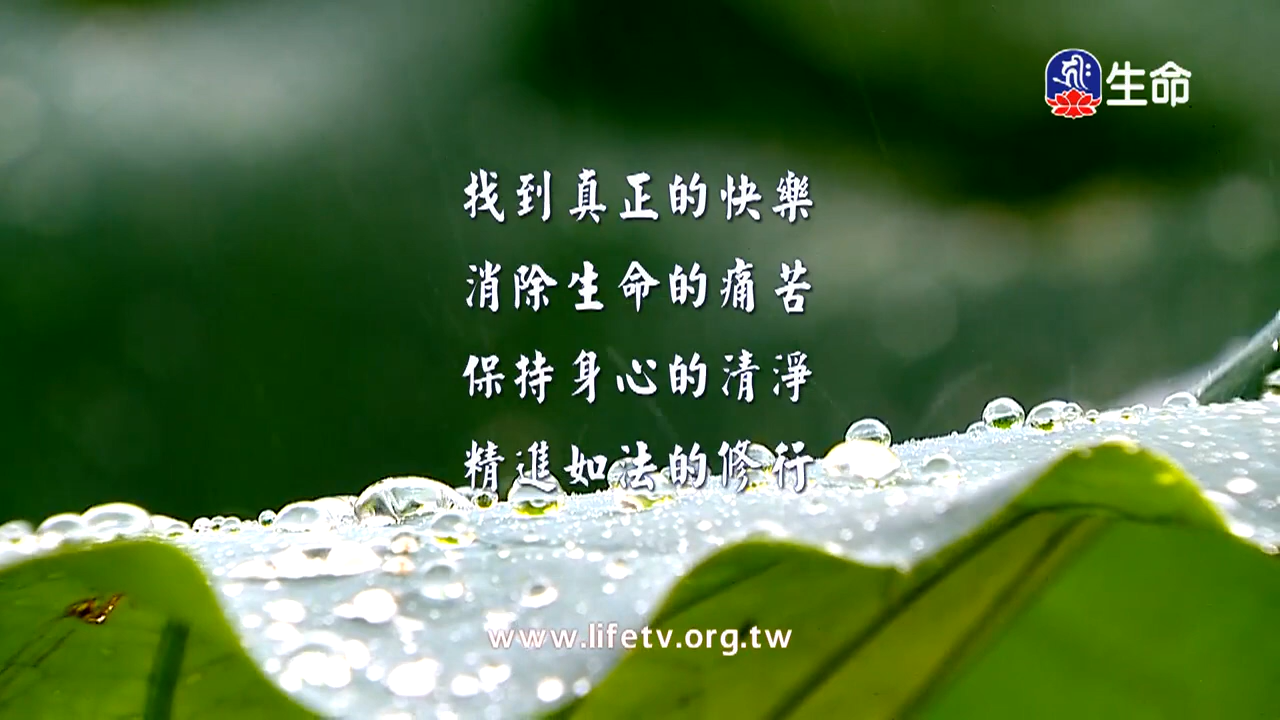 生命
找到真正的快樂
消除生命的痛苦
保持身心的清淨
精進如法的修行
www.lifetv.org.tw